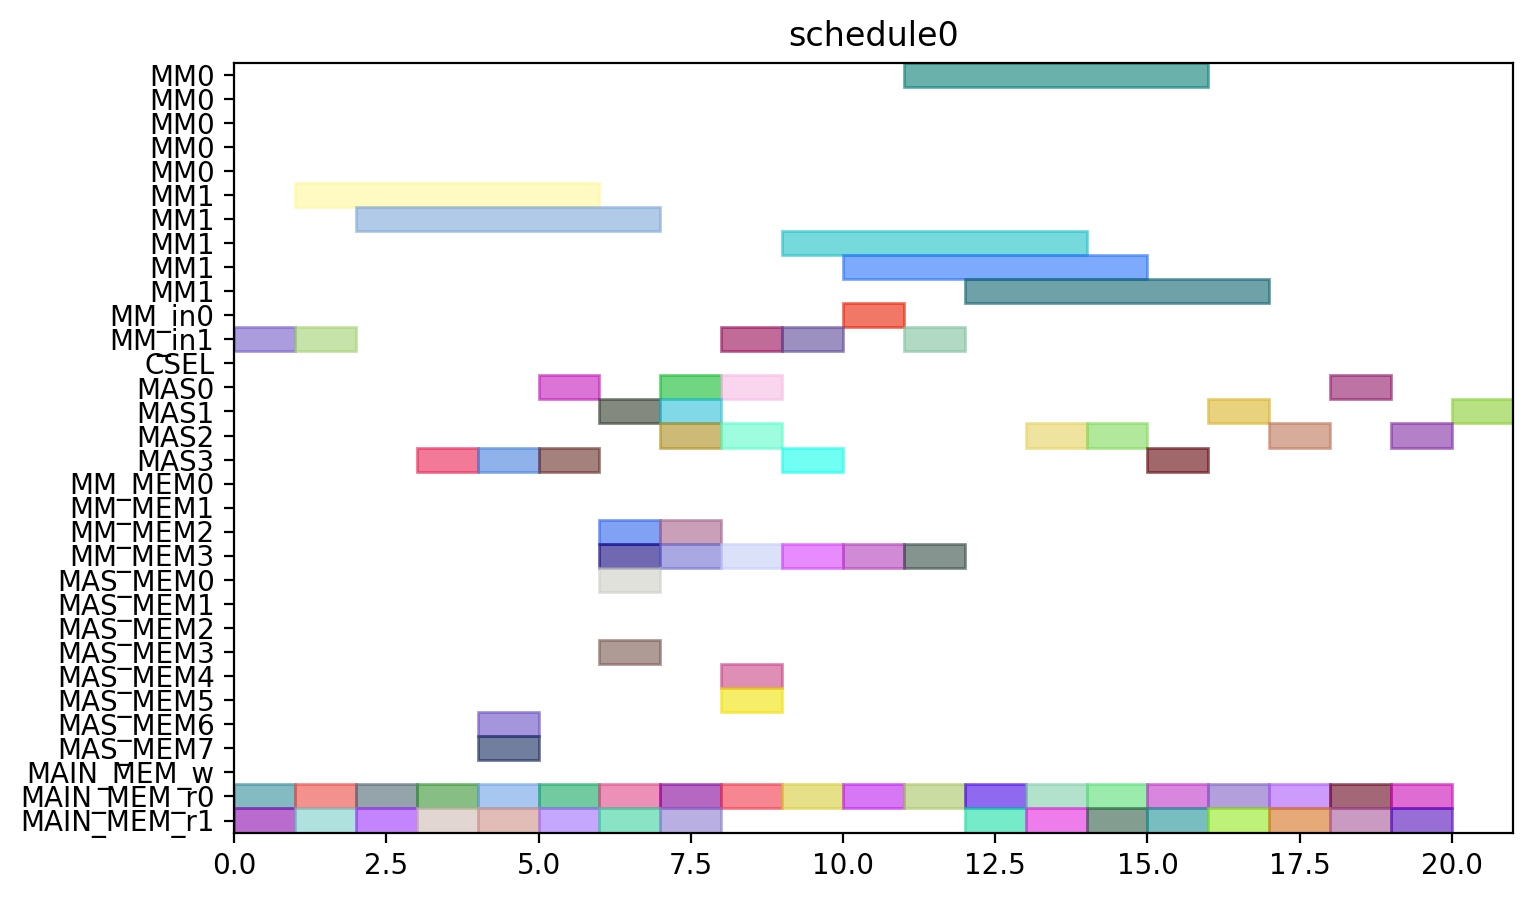 schedule0
MM0
MM0
MM0
MM0
MM0
MM1
MM1
MM1
MM1
MM1
MM_in0
MM_in1
CSEL
MAS0
MAS1
MAS2
MAS3
MM_MEM0
MM_MEM1
MM_MEM2
MM_MEM3
MAS_MEM0
MAS_MEM1
MAS_MEM2
MAS_MEM3
MAS_MEM4
MAS_MEM5
MAS_MEM6
MAS_MEM7
MAIN_MEM_w
MAIN_MEM_r0
MAIN_MEM_r1
0.0 2.5 5.0 7.5 10.0 12.5 15.0 17.5 20.0